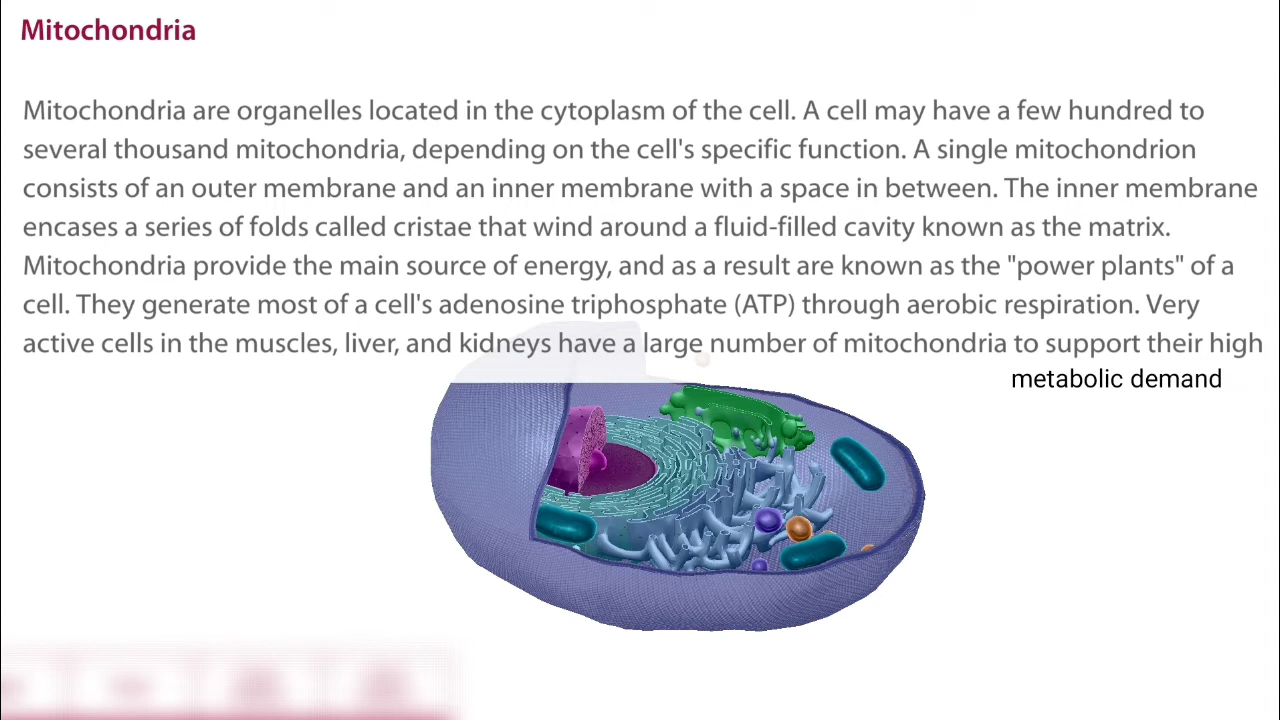 Mitochondria
Mitochondria are organelles located in the cytoplasm of the cell. A cell may have a few hundred to
several thousand mitochondria, depending on the cell's specific function. A single mitochondrion
consists of an outer membrane and an inner membrane with a space in between. The inner membrane
encases a series of folds called cristae that wind around a fluid-filled cavity known as the matrix.
Mitochondria provide the main source of energy, and as a result are known as the "power plants" of a
cell. They generate most of a cell's adenosine triphosphate (ATP) through aerobic respiration. Very
active cells in the muscles, liver, and kidneys have a large number of mitochondria to support their high
metabolic demand